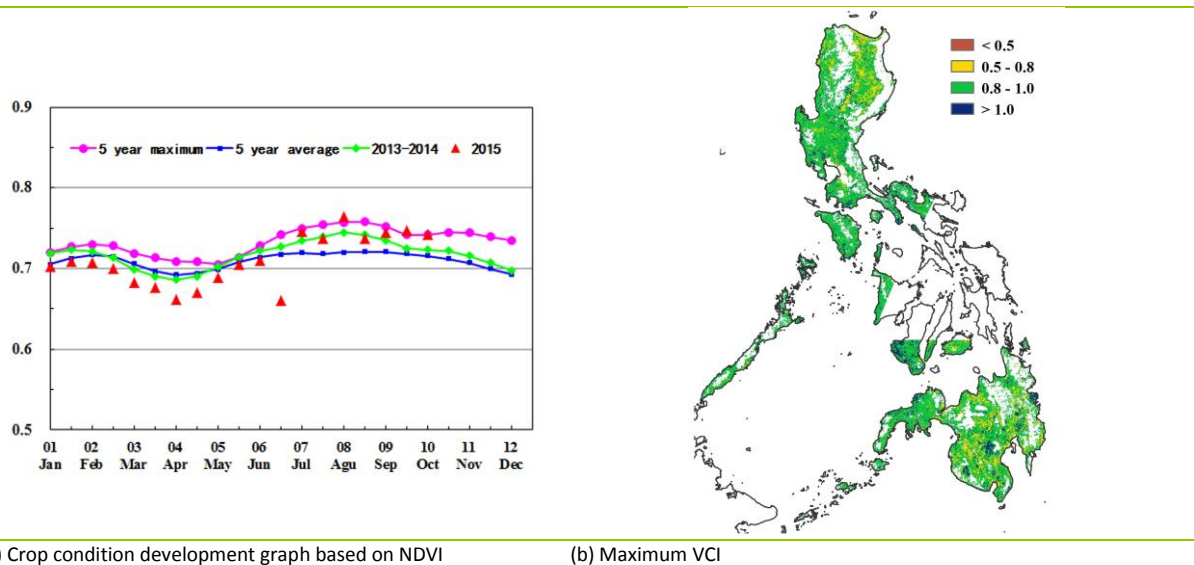 0.9
0.8
0.7
0.6
0.5
5 year maximum 5 year average 2013-2014 2015
01 02 03 04 05 06 07 08 09 10 11 12
Jan Feb Mar Apr May Jun Jul Agu Sep Oct Nov Dec
< 0.5
0.5 - 0.8
0.8 - 1.0
> 1.0
) Crop condition development graph based on NDVI
(b) Maximum VCI